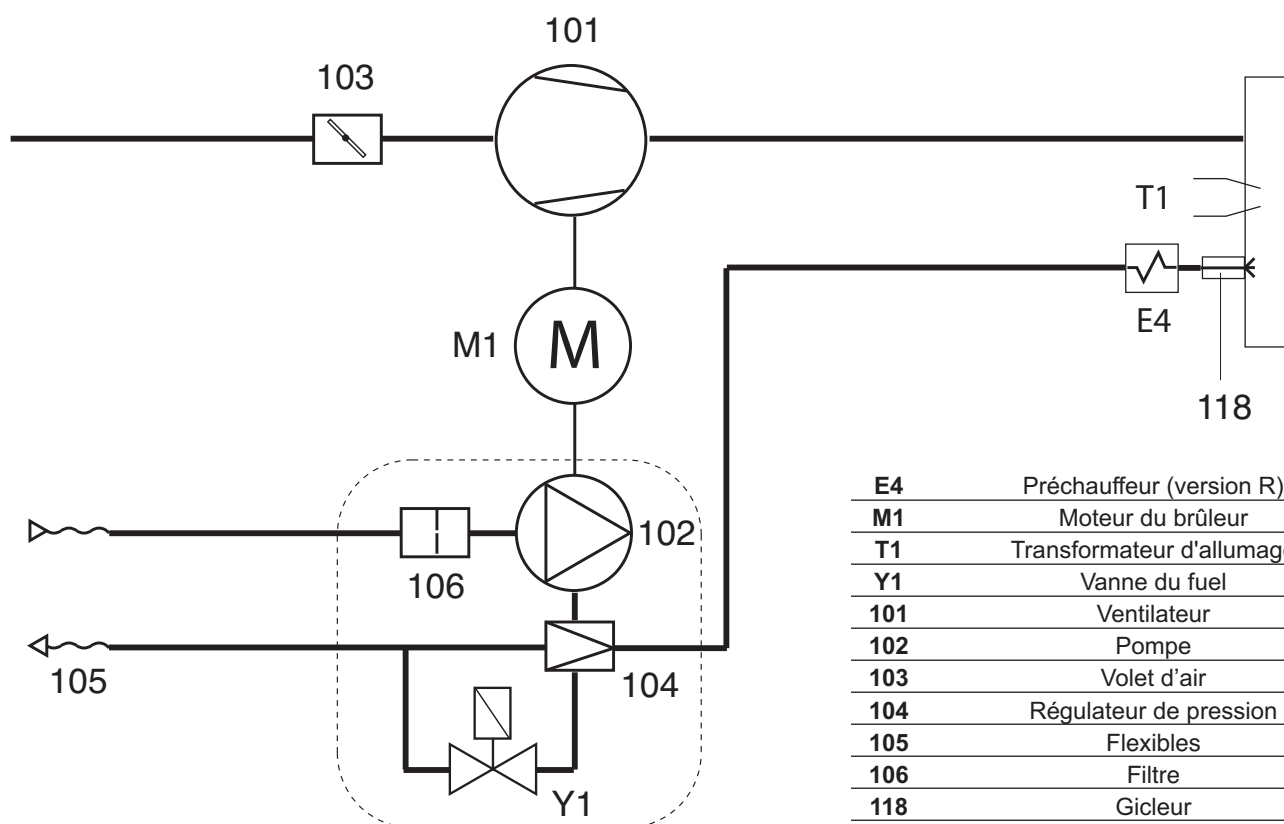 101
103
T1
E4
M1
M
118
102
106
105
104
Y1
E4 Préchauffeur (version R)
M1 Moteur du brûleur
T1 Transformateur d'allumag
Y1 Vanne du fuel
101 Ventilateur
102 Pompe
103 Volet d’air
104 Régulateur de pression
105 Flexibles
106 Filtre
118 Gicleur